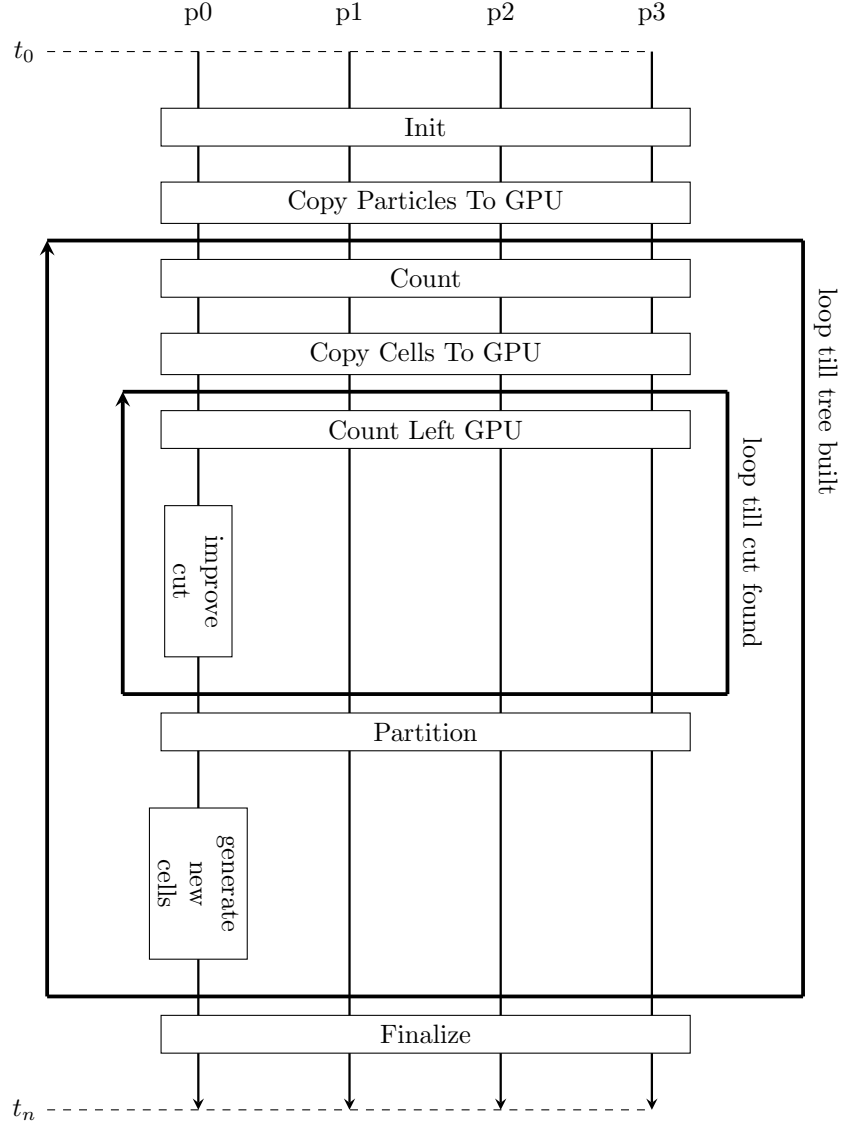 p0 p1 p2 p3
t0
Init
Copy Particles To GPU
Count
Copy Cells To GPU
Count Left GPU
improve
cut
loop till cut found
loop till tree built
Partition
generate
new
cells
Finalize
tn